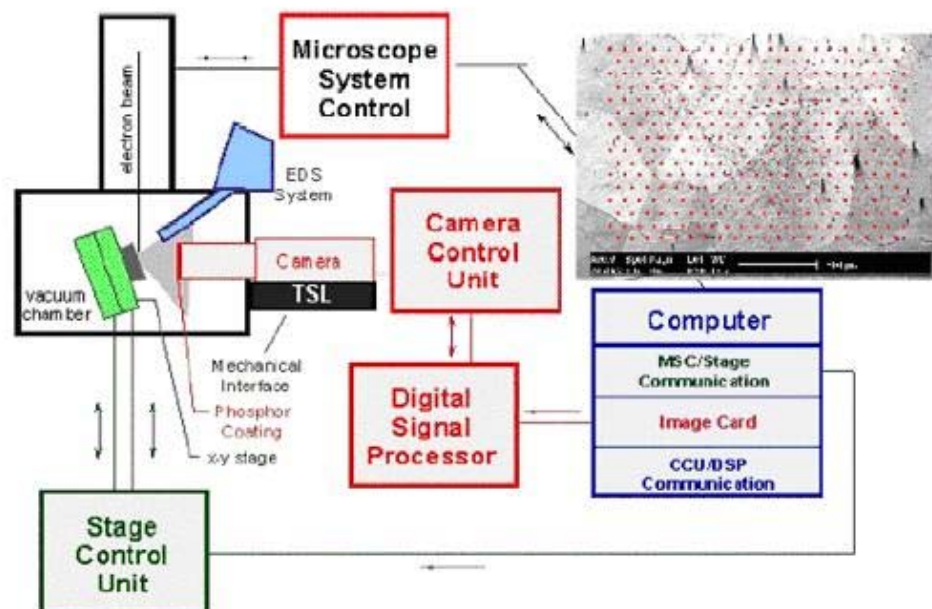 Microscope
System
Control
electron beam
EDS
System
Camera
Control
Unit
Camera
TSL
vacuum
chamber
Computer
Mechanical
Interface
MSC/Stage
Communication
Phosphor
Coating
Digital
Signal
Processor
Image Card
x-y stage
CCU/DSP
Communication
Stage
Control
Unit